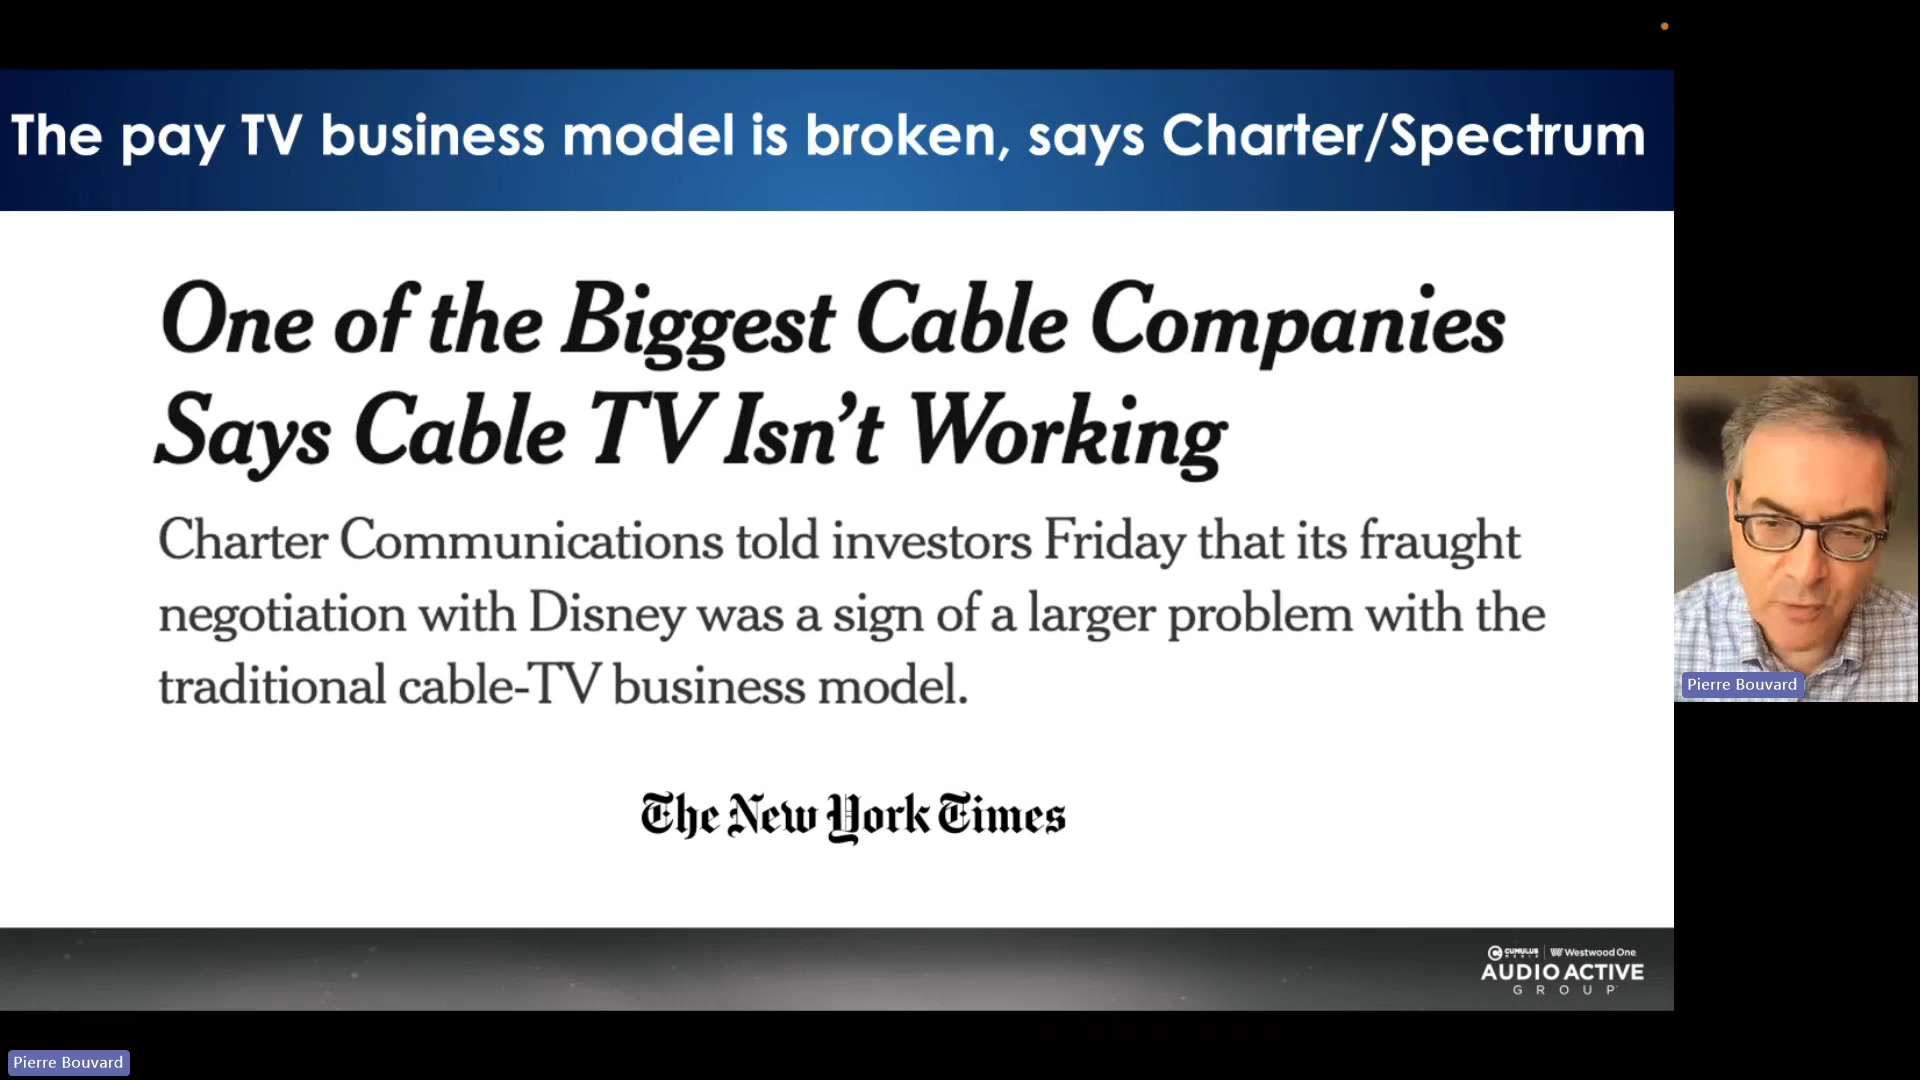 The pay TV business model is broken, says Charter/Spectrum
One of the Biggest Cable Companies
Says Cable TV Isn't Working
Charter Communications told investors Friday that its fraught
negotiation with Disney was a sign of a larger problem with the
traditional cable-TV business model.
The New York Times
CUMULUS MEDIA | Westwood One
AUDIO ACTIVE
GROUP
Pierre Bouvard
Pierre Bouvard